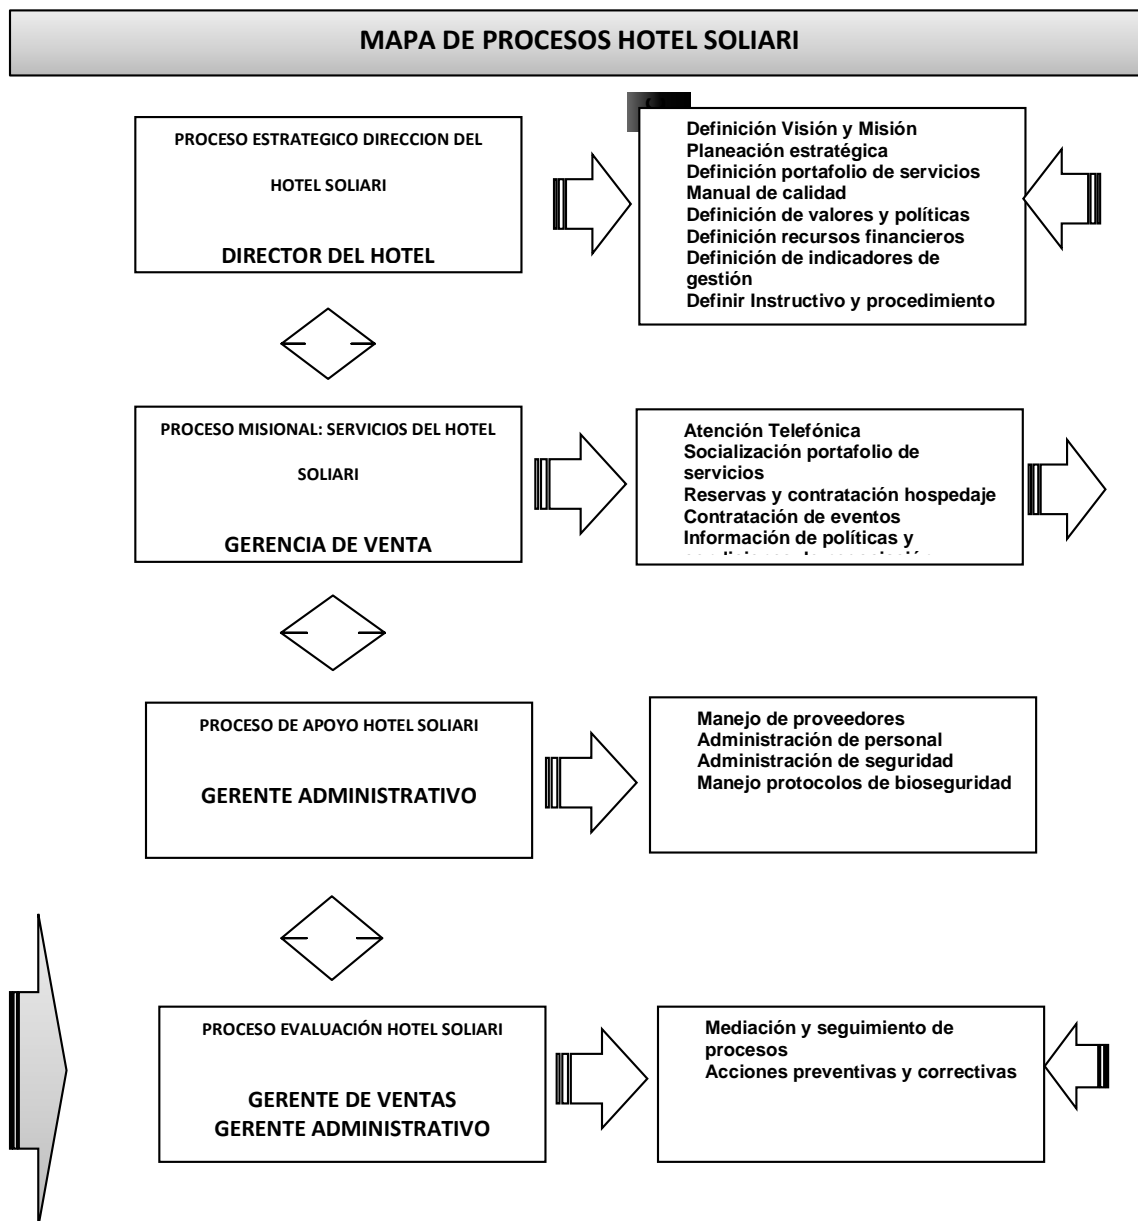 MAPA DE PROCESOS HOTEL SOLIARI
PROCESO ESTRATEGICO DIRECCION DEL
HOTEL SOLIARI
DIRECTOR DEL HOTEL
Definición Visión y Misión
Planeación estratégica
Definición portafolio de servicios
Manual de calidad
Definición de valores y políticas
Definición recursos financieros
Definición de indicadores de
gestión
Definir Instructivo y procedimiento
PROCESO MISIONAL: SERVICIOS DEL HOTEL
SOLIARI
GERENCIA DE VENTA
Atención Telefónica
Socialización portafolio de
servicios
Reservas y contratación hospedaje
Contratación de eventos
Información de políticas y
PROCESO DE APOYO HOTEL SOLIARI
GERENTE ADMINISTRATIVO
Manejo de proveedores
Administración de personal
Administración de seguridad
Manejo protocolos de bioseguridad
PROCESO EVALUACIÓN HOTEL SOLIARI
GERENTE DE VENTAS
GERENTE ADMINISTRATIVO
Mediación y seguimiento de
procesos
Acciones preventivas y correctivas